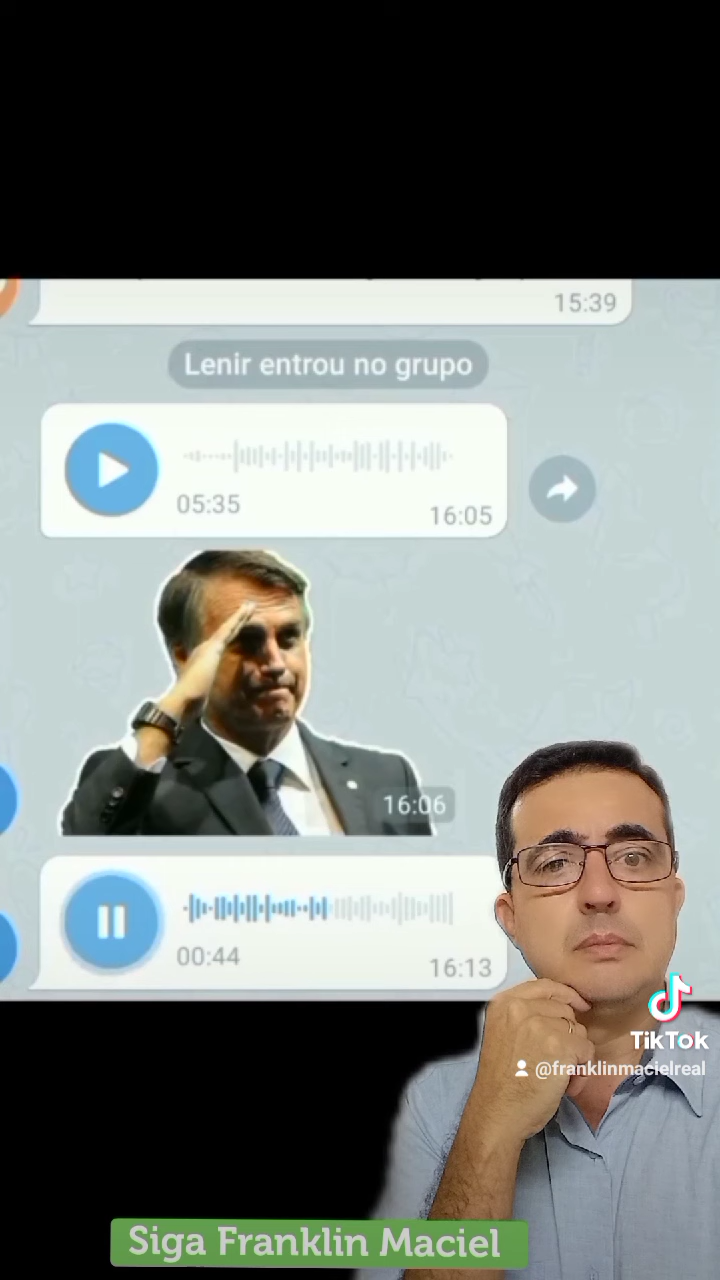 15:39
Lenir entrou no grupo
05:35
16:05
16:06
00:44
16:13
TikTok
@franklinmacielreal
Siga Franklin Maciel